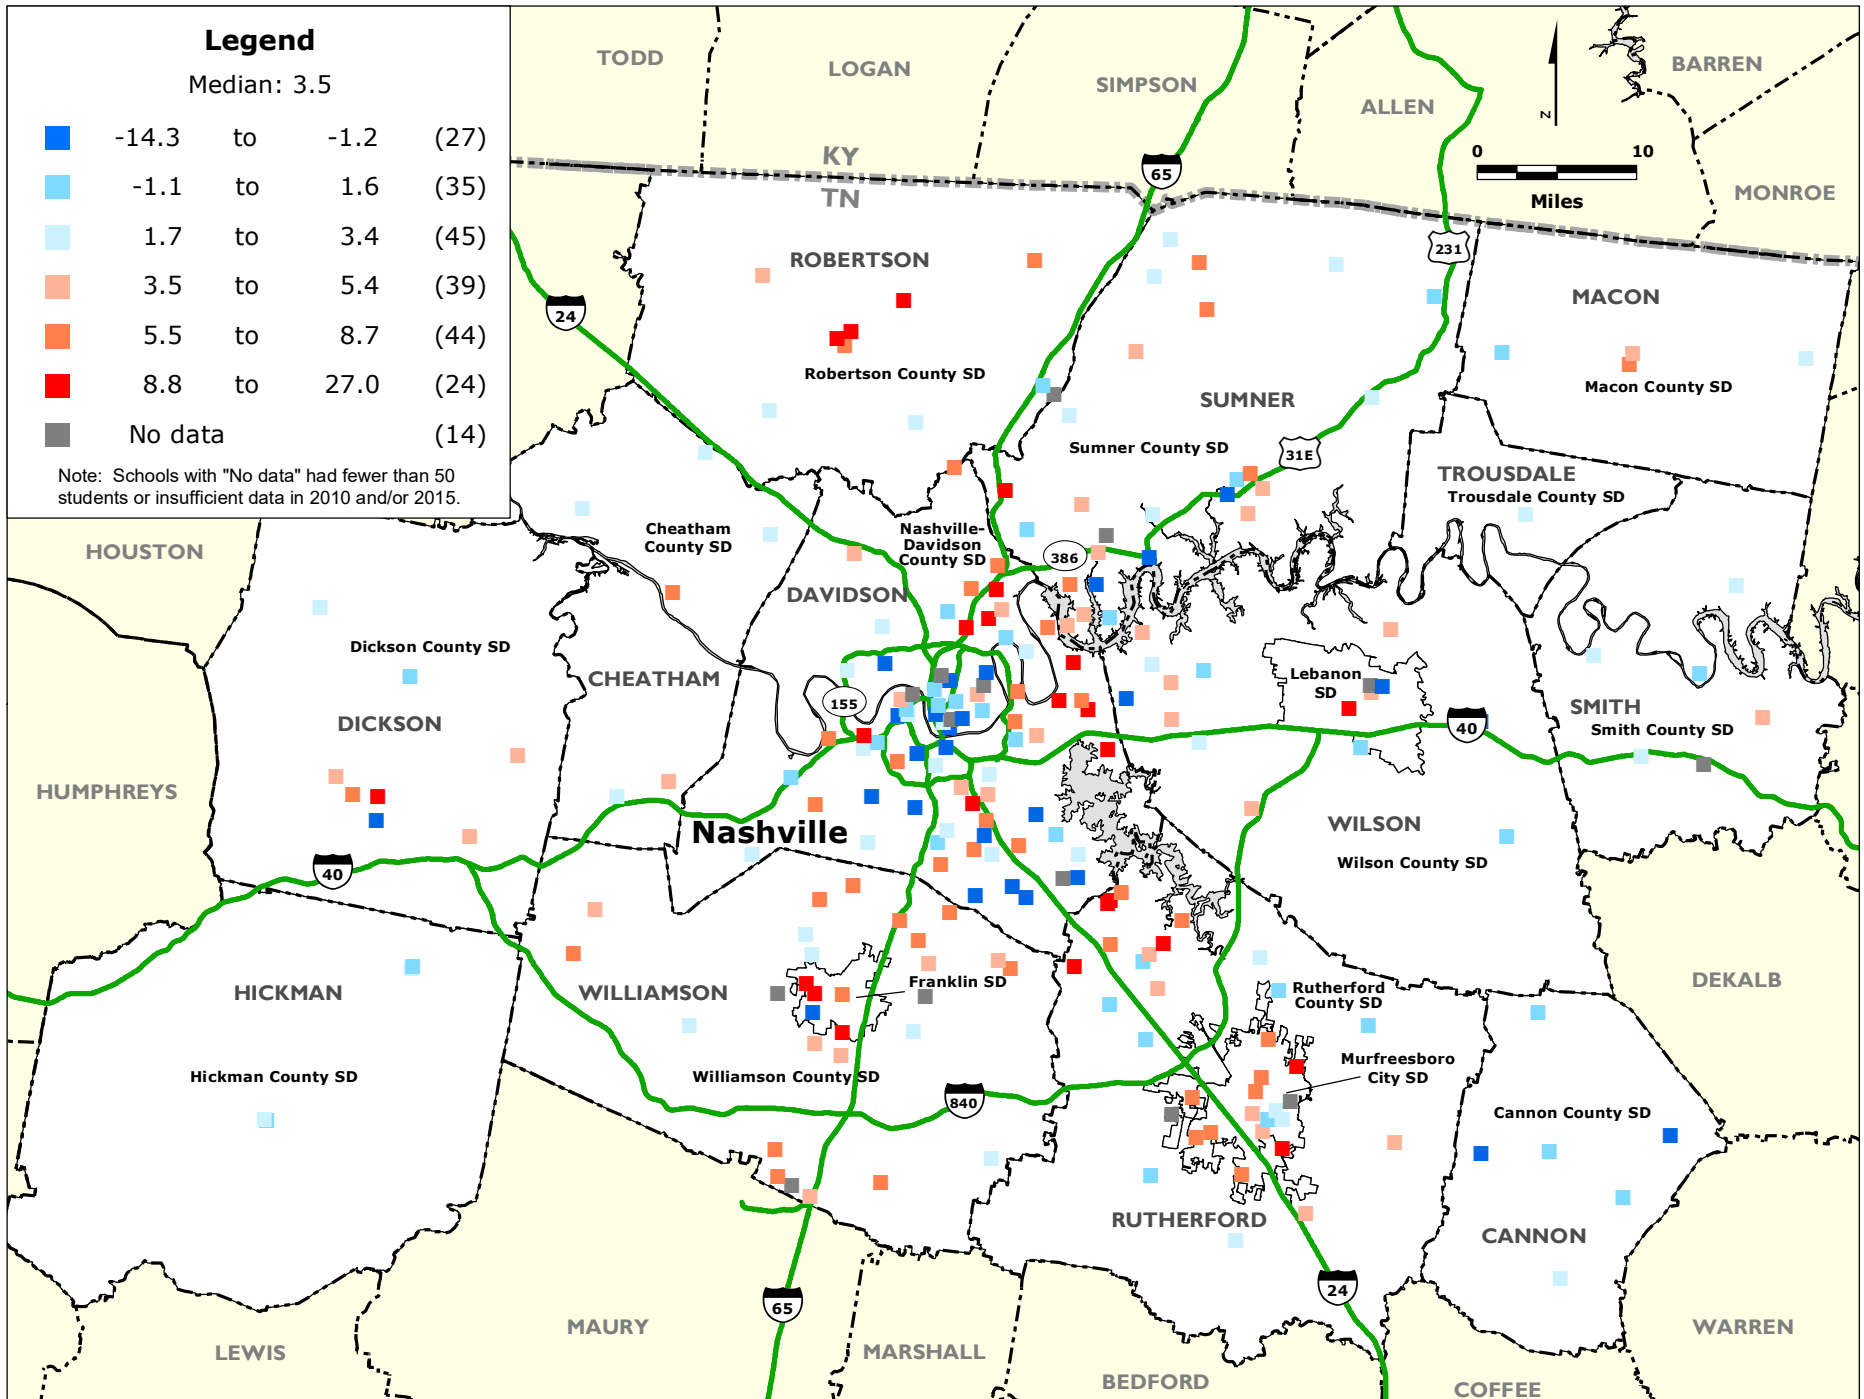 Legend
Median: 3.5
-14.3 to -1.2 (27)
-1.1 to 1.6 (35)
1.7 to 3.4 (45)
3.5 to 5.4 (39)
5.5 to 8.7 (44)
8.8 to 27.0 (24)
No data (14)
Note: Schools with "No data" had fewer than 50
students or insufficient data in 2010 and/or 2015.
TODD
LOGAN
SIMPSON
ALLEN
BARREN
MONROE
KY
TN
z
0 10
Miles
65
231
24
ROBERTSON
Robertson County SD
MACON
Macon County SD
SUMNER
Sumner County SD
31E
TROUSDALE
Trousdale County SD
HOUSTON
Cheatham
County SD
Nashville-
Davidson
County SD
386
DAVIDSON
Dickson County SD
CHEATHAM
DICKSON
155
Lebanon
SD
40
SMITH
Smith County SD
HUMPHREYS
Nashville
WILSON
Wilson County SD
40
HICKMAN
WILLIAMSON
Franklin SD
Rutherford
County SD
DEKALB
Hickman County SD
Williamson County SD
Murfreesboro
City SD
840
Cannon County SD
RUTHERFORD
CANNON
65
24
MAURY
LEWIS
MARSHALL
BEDFORD
COFFEE
WARREN